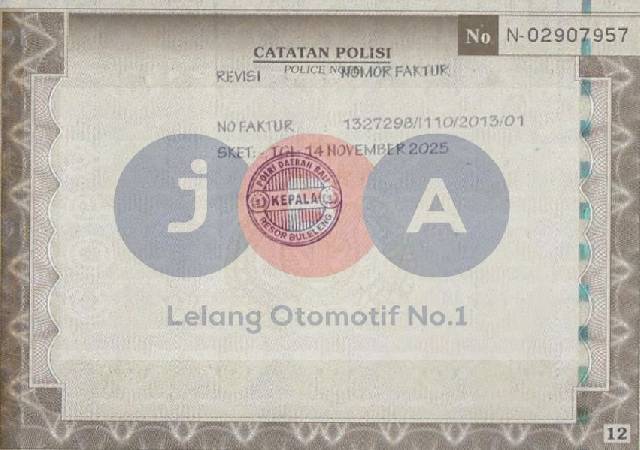 No N-02907957
CATATAN POLISI
POLICE NOTES
REVISI NOMOR FAKTUR
NO FAKTUR 1327298/1110/2013/01
SKET. - TGL. 14 NOVEMBER 2025
POLRI DAERAH BALI
KEPALA
RESOR BULELENG
j A
Lelang Otomotif No.1
12